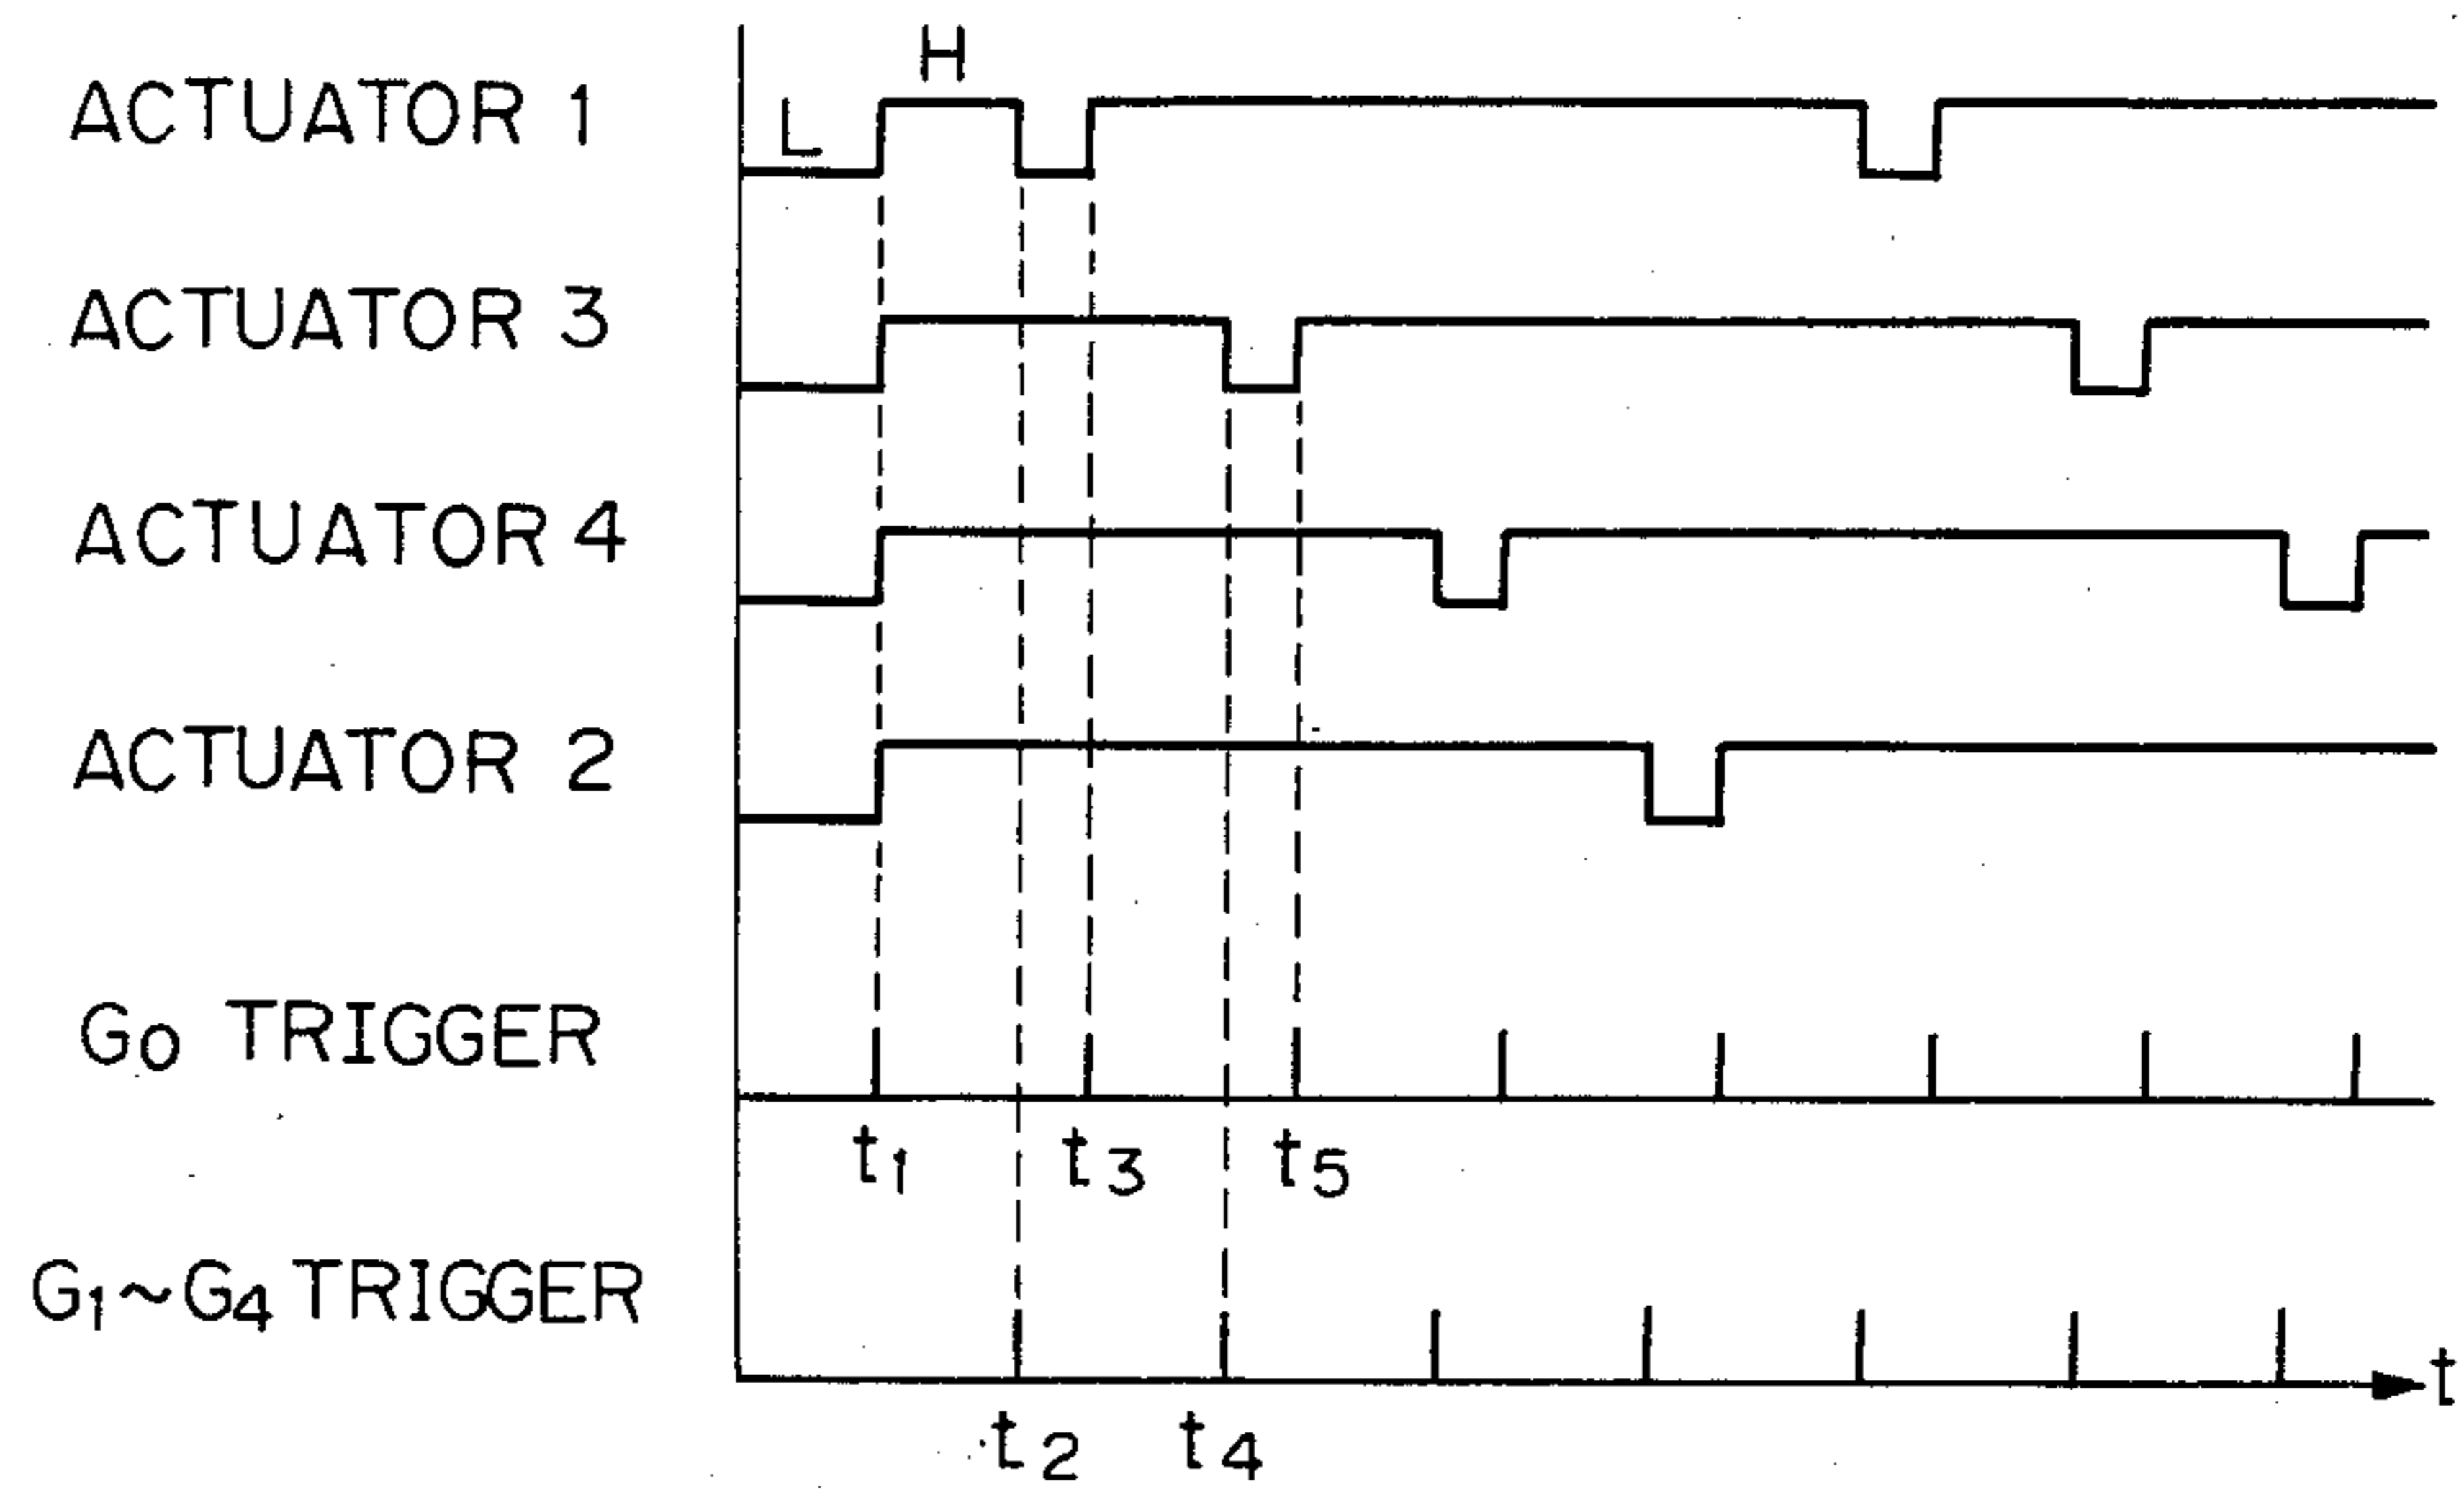 H
L
ACTUATOR 1
ACTUATOR 3
ACTUATOR 4
ACTUATOR 2
G0 TRIGGER
t1 t3 t5
G1~G4 TRIGGER
t
t2 t4